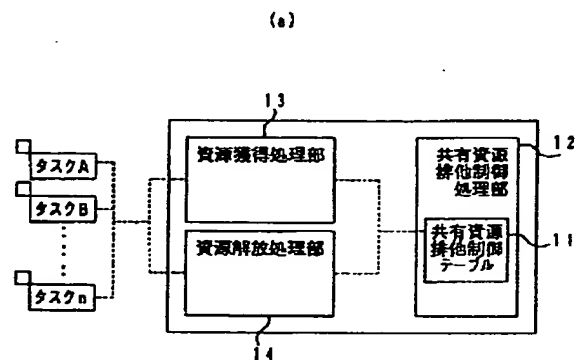 (a)
13
資源獲得処理部
タスクA
タスクB
タスクn
共有資源
排他制御
処理部
12
共有資源
排他制御
テーブル
11
資源解放処理部
14